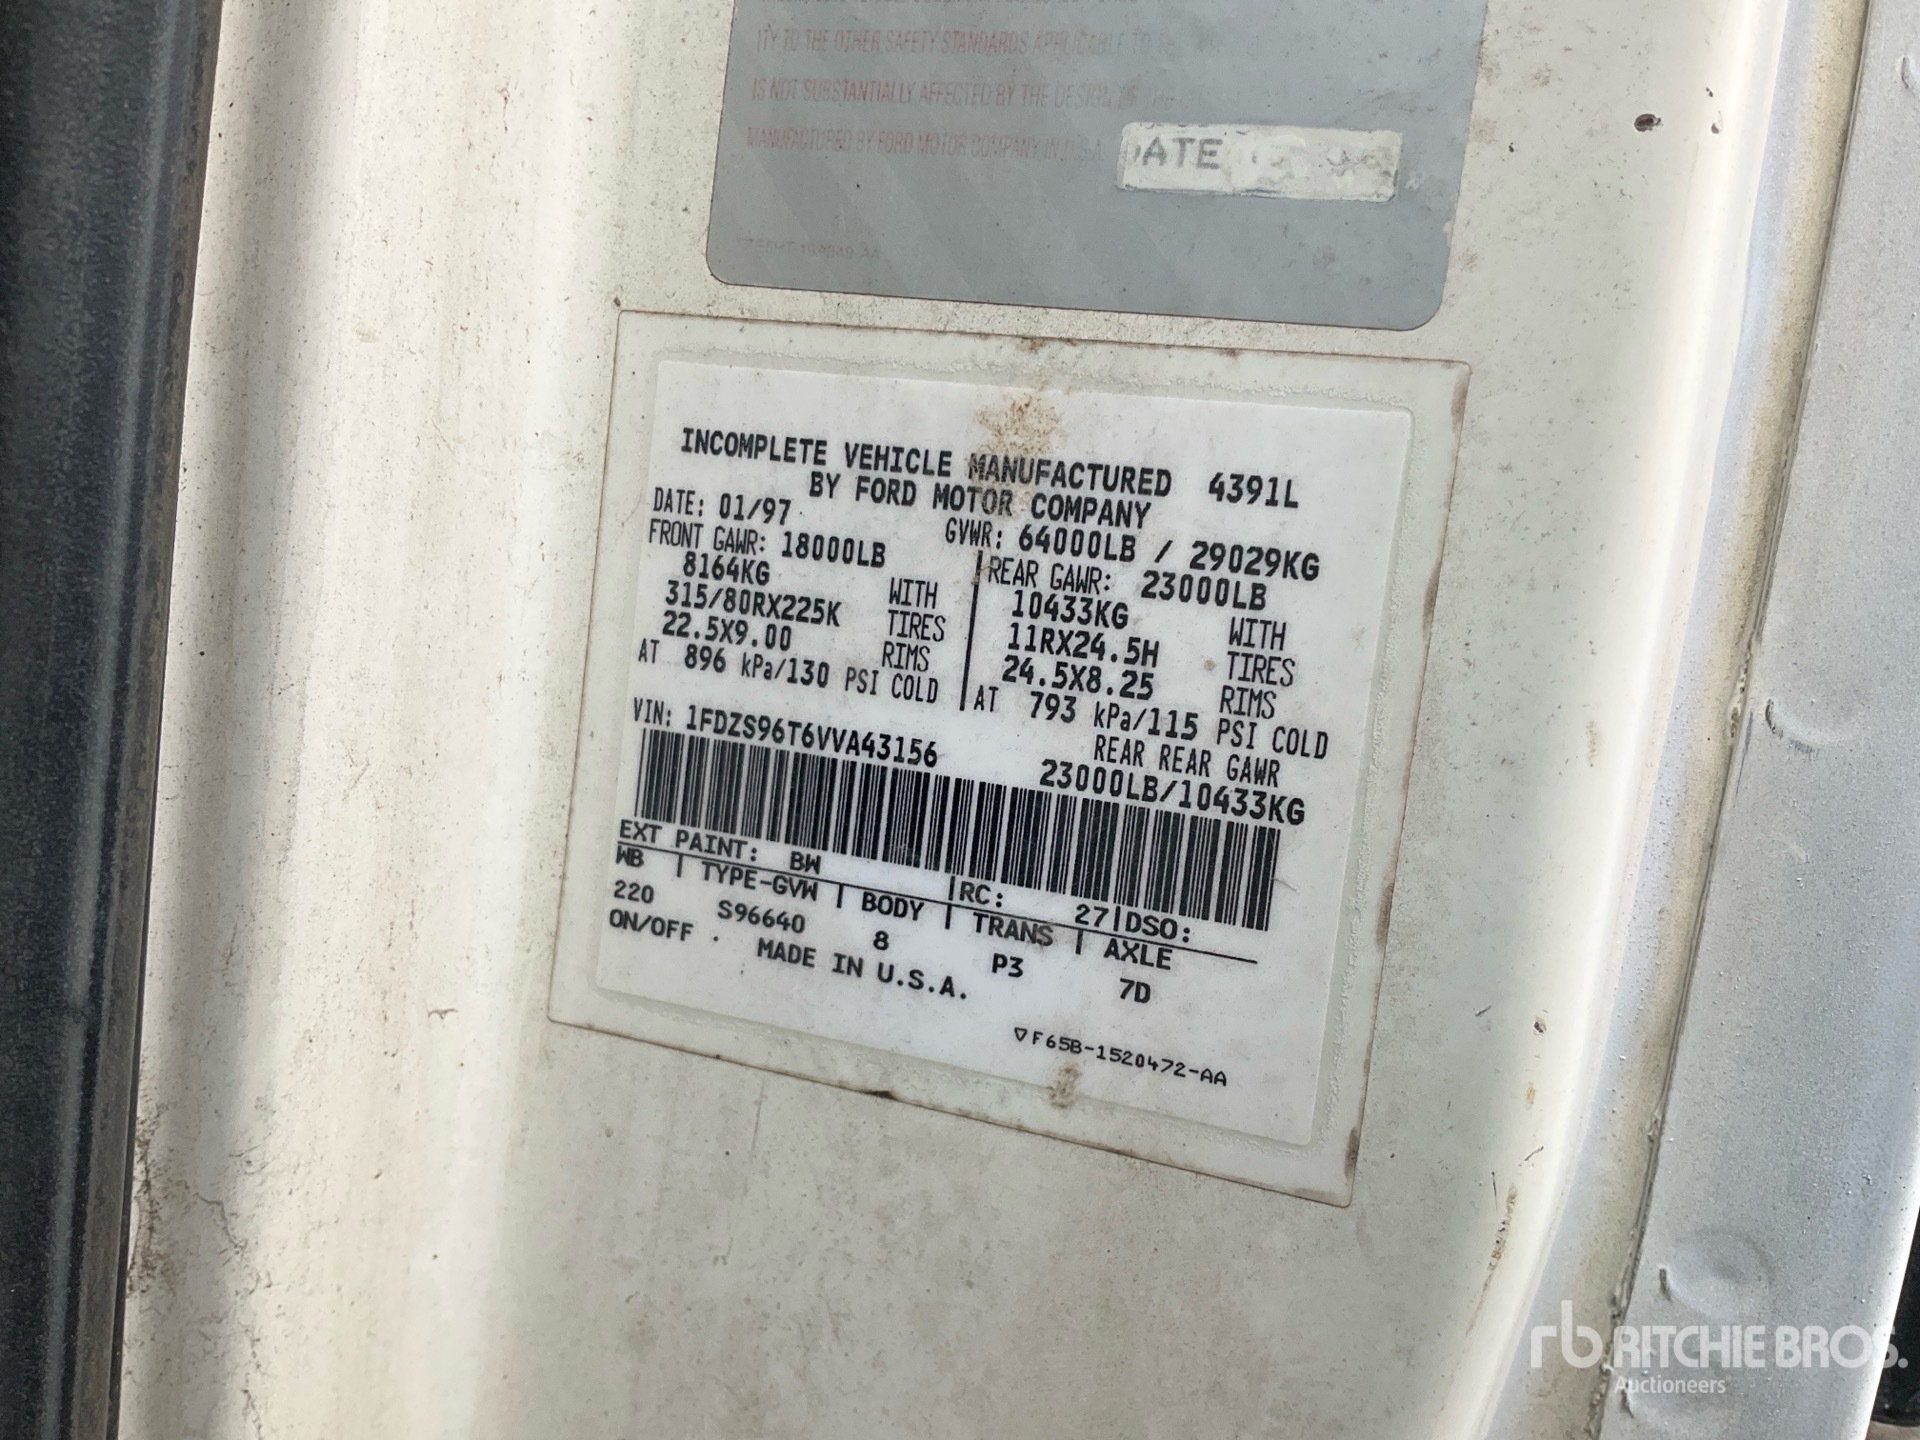 ITY TO THE OTHER SAFETY STANDARDS APPLICABLE TO
IS NOT SUBSTANTIALLY AFFECTED BY THE DESIGN OF THE
MANUFACTURED BY FORD MOTOR COMPANY IN U.S.A.
DATE
INCOMPLETE VEHICLE MANUFACTURED 4391L
BY FORD MOTOR COMPANY
DATE: 01/97 GVWR: 64000LB / 29029KG
FRONT GAWR: 18000LB REAR GAWR: 23000LB
8164KG WITH 10433KG WITH
315/80RX225K TIRES 11RX24.5H TIRES
22.5X9.00 RIMS 24.5X8.25 RIMS
AT 896 kPa/130 PSI COLD AT 793 kPa/115 PSI COLD
REAR REAR GAWR
VIN: 1FDZS96T6VVA43156 23000LB/10433KG
EXT PAINT: BW RC: 27 DSO:
WB TYPE-GVW BODY TRANS AXLE
220 S96640 8 P3 7D
ON/OFF . MADE IN U.S.A.
▽F65B-1520472-AA
rb RITCHIE BROS.
Auctioneers